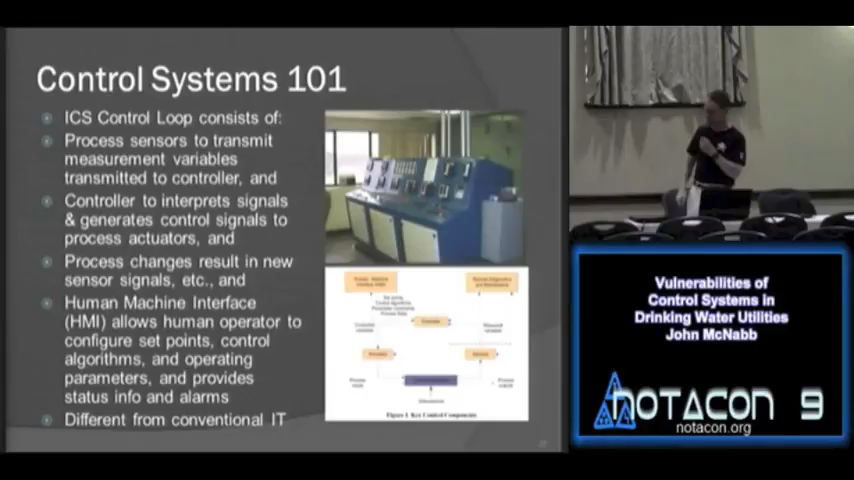 Control Systems 101
ICS Control Loop consists of:
Process sensors to transmit
measurement variables
transmitted to controller, and
Controller to interprets signals
& generates control signals to
process actuators, and
Process changes result in new
sensor signals, etc., and
Human Machine Interface
(HMI) allows human operator to
configure set points, control
algorithms, and operating
parameters, and provides
status info and alarms
Different from conventional IT
Controller
Figure 1. Key Control Components
Vulnerabilities of
Control Systems in
Drinking Water Utilities
John McNabb
NOTACON 9
notacon.org